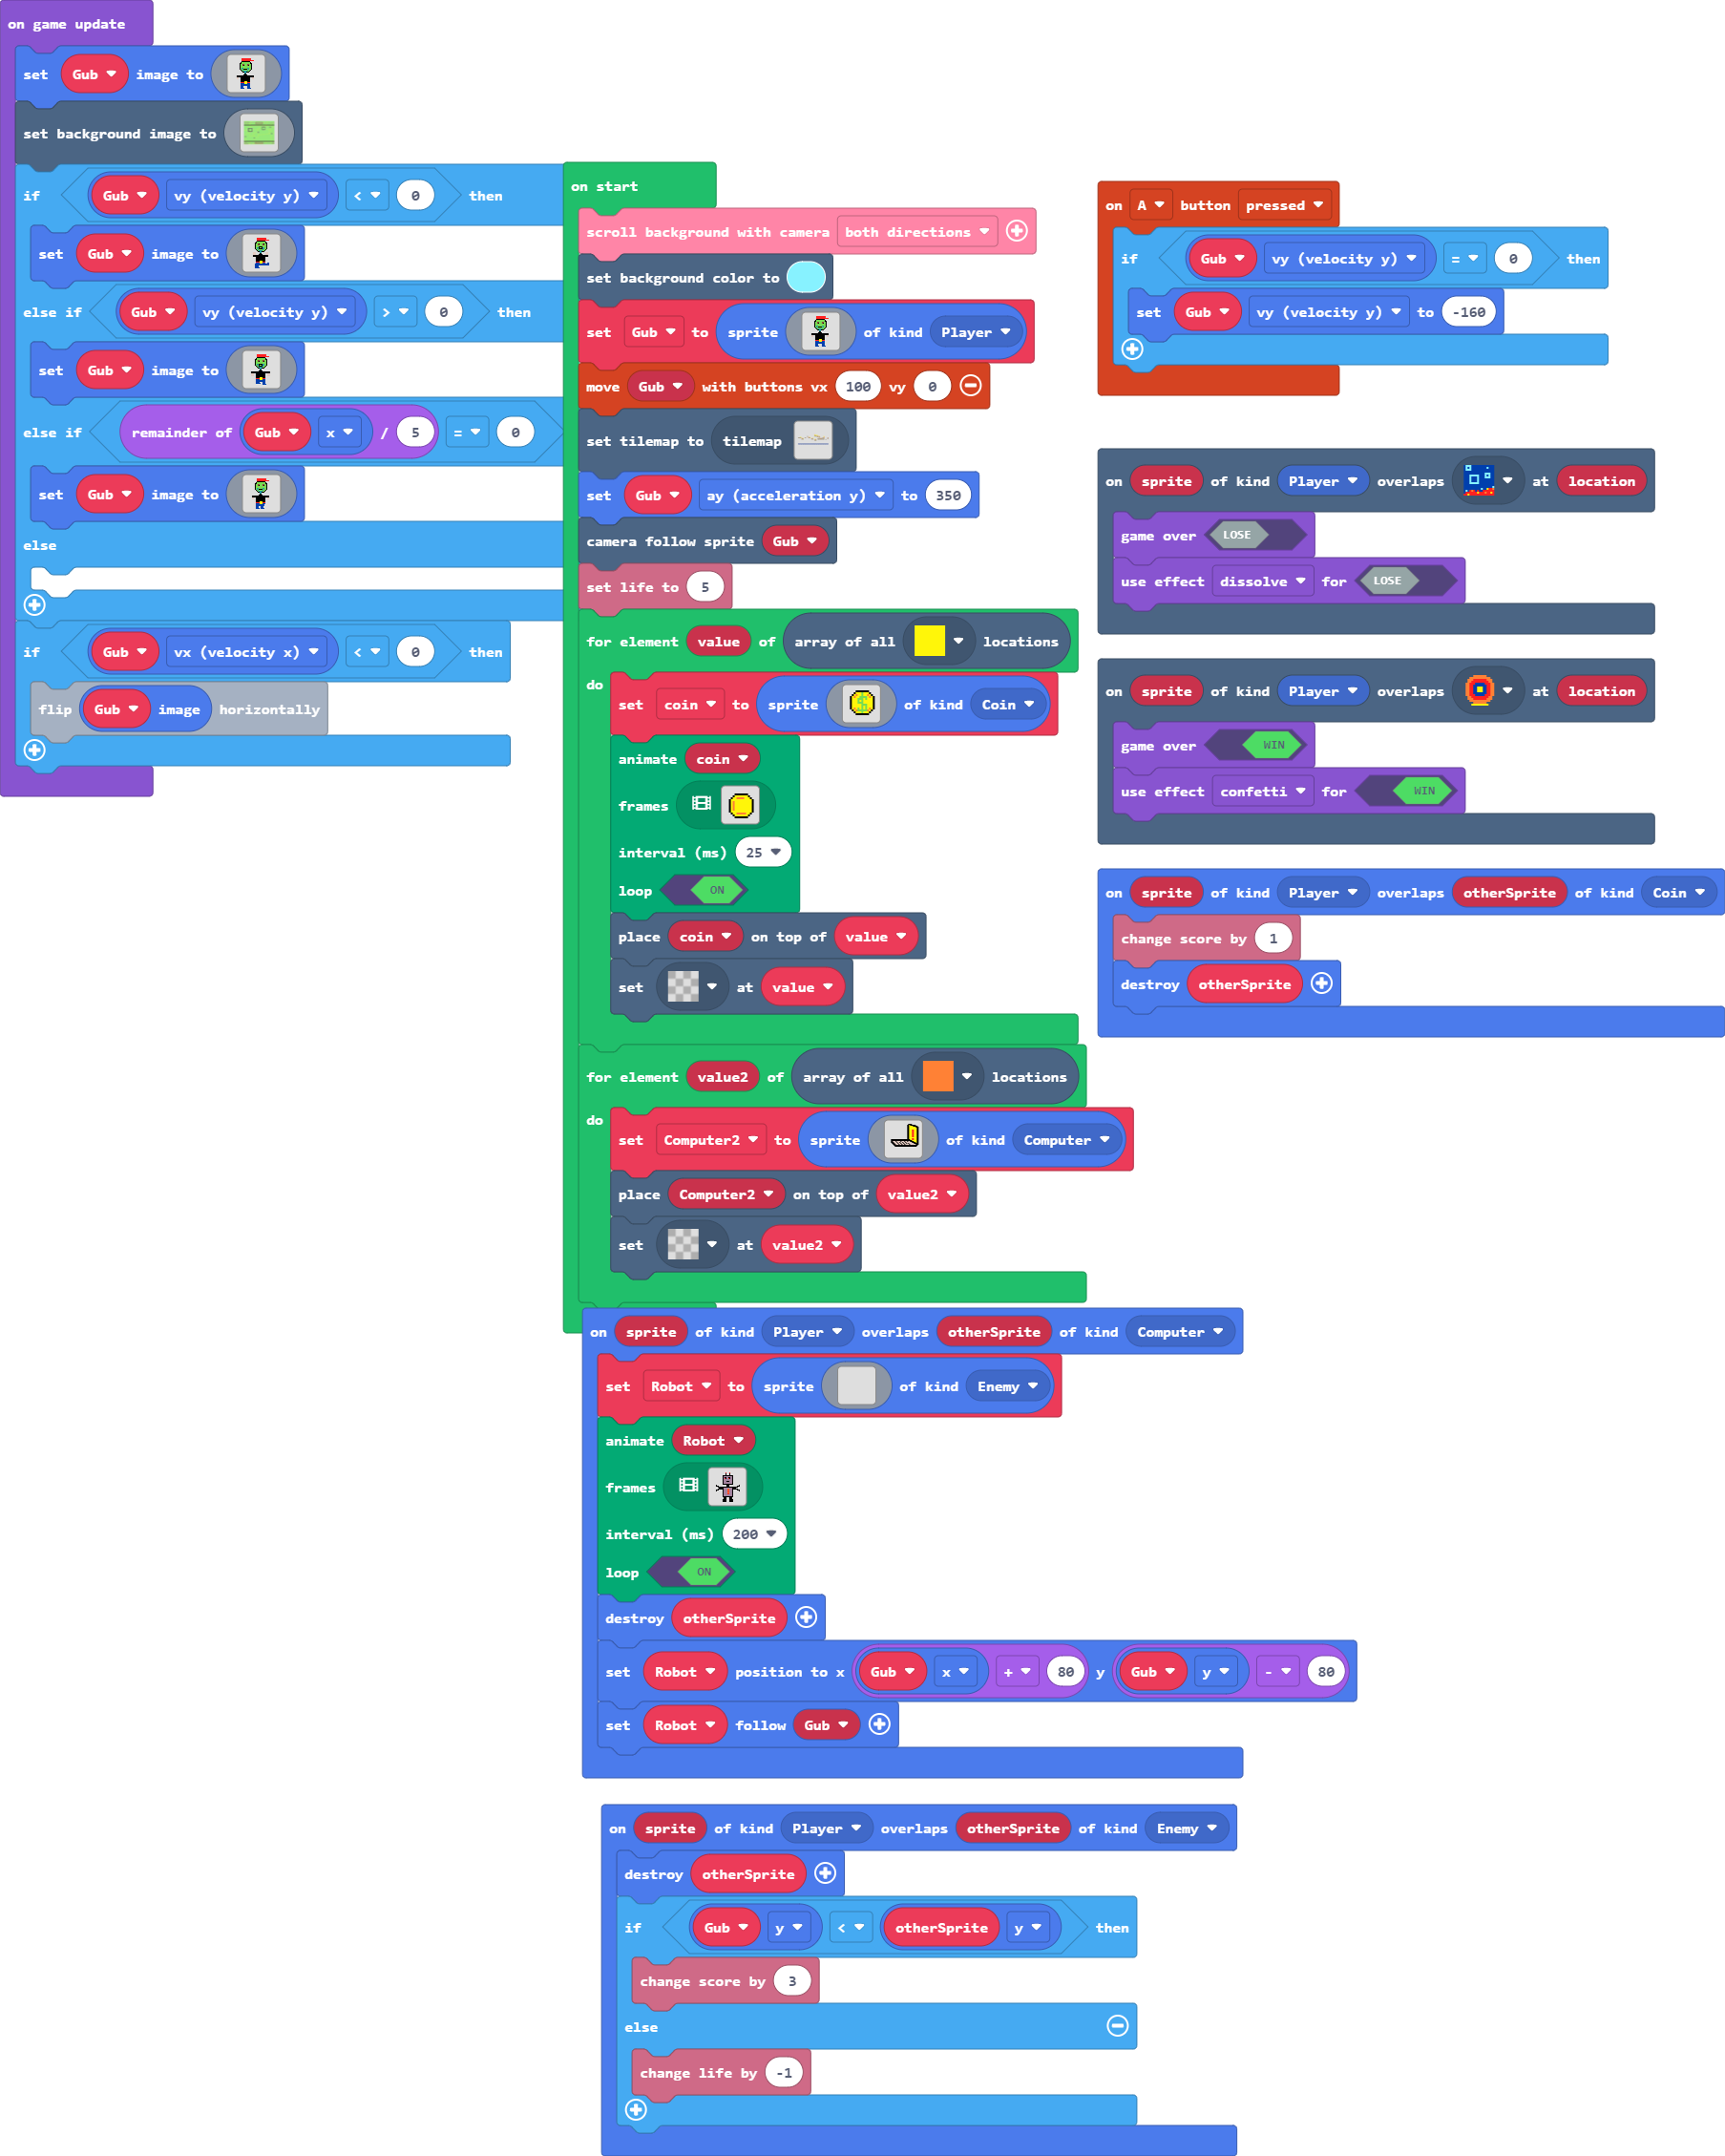 on game update
set Gub image to
set background image to
if Gub vy (velocity y) < 0 then
set Gub image to
else if Gub vy (velocity y) > 0 then
set Gub image to
else if remainder of Gub x / 5 = 0
set Gub image to
else
if Gub vx (velocity x) < 0 then
flip Gub image horizontally
on start
scroll background with camera both directions
set background color to
set Gub to sprite of kind Player
move Gub with buttons vx 100 vy 0
set tilemap to tilemap
set Gub ay (acceleration y) to 350
camera follow sprite Gub
set life to 5
for element value of array of all locations
do
set coin to sprite of kind Coin
animate coin
frames
interval (ms) 25
loop ON
place coin on top of value
set at value
for element value2 of array of all locations
do
set Computer2 to sprite of kind Computer
place Computer2 on top of value2
set at value2
on A button pressed
if Gub vy (velocity y) = 0 then
set Gub vy (velocity y) to -160
on sprite of kind Player overlaps at location
game over LOSE
use effect dissolve for LOSE
on sprite of kind Player overlaps at location
game over WIN
use effect confetti for WIN
on sprite of kind Player overlaps otherSprite of kind Coin
change score by 1
destroy otherSprite
on sprite of kind Player overlaps otherSprite of kind Computer
set Robot to sprite of kind Enemy
animate Robot
frames
interval (ms) 200
loop ON
destroy otherSprite
set Robot position to x Gub x + 80 y Gub y - 80
set Robot follow Gub
on sprite of kind Player overlaps otherSprite of kind Enemy
destroy otherSprite
if Gub y < otherSprite y then
change score by 3
else
change life by -1